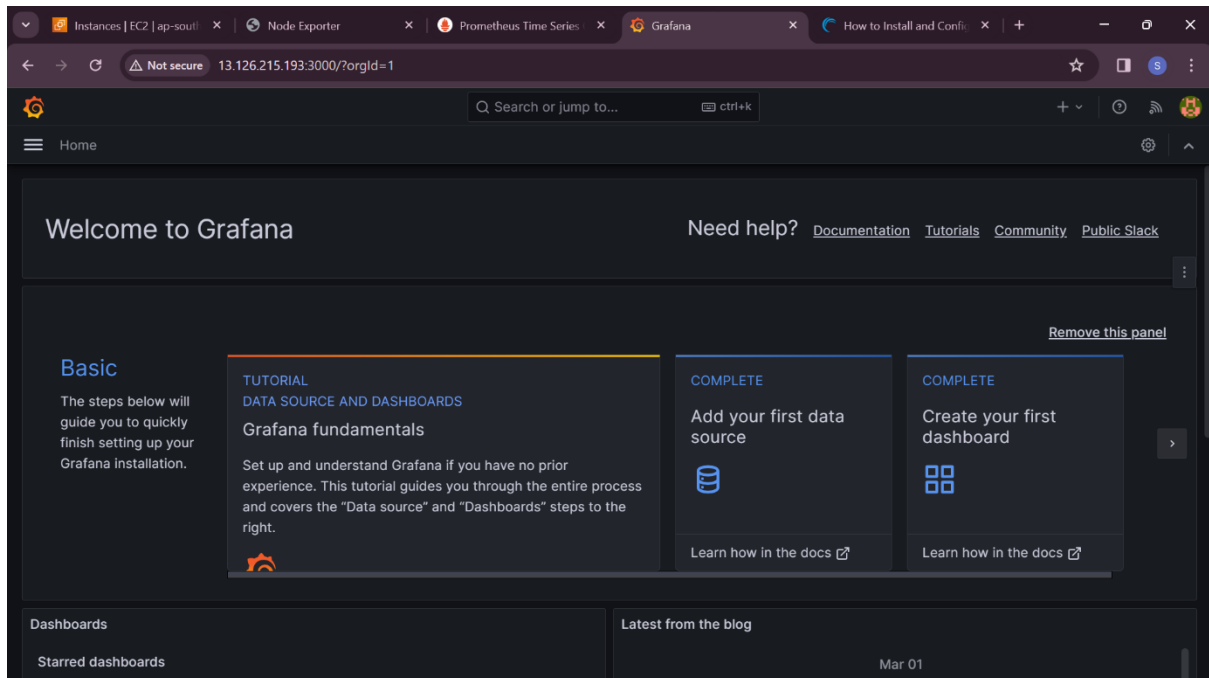 Instances | EC2 | ap-south
Node Exporter
Prometheus Time Series
Grafana
How to Install and Config
Not secure
13.126.215.193:3000/?orgId=1
S
Search or jump to...
ctrl+k
Home
Welcome to Grafana
Need help?
Documentation
Tutorials
Community
Public Slack
Remove this panel
Basic
The steps below will
guide you to quickly
finish setting up your
Grafana installation.
TUTORIAL
DATA SOURCE AND DASHBOARDS
Grafana fundamentals
Set up and understand Grafana if you have no prior
experience. This tutorial guides you through the entire process
and covers the “Data source” and “Dashboards” steps to the
right.
COMPLETE
Add your first data
source
Learn how in the docs
COMPLETE
Create your first
dashboard
Learn how in the docs
Dashboards
Starred dashboards
Latest from the blog
Mar 01